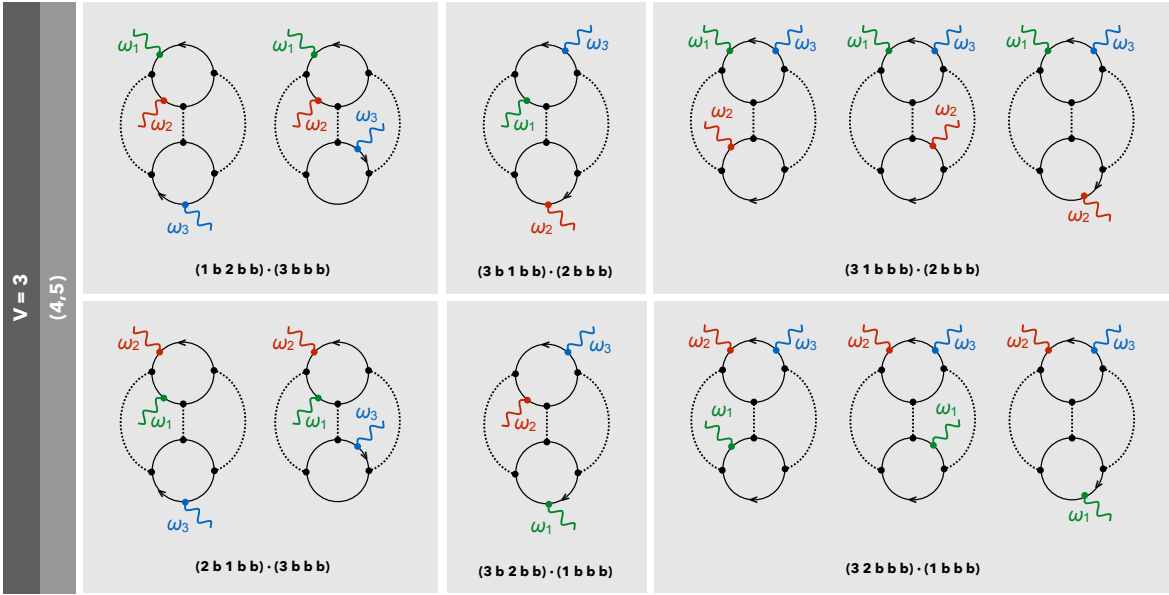 V = 3
(4,5)
ω1 ω1 ω3 ω1 ω3 ω1 ω3 ω1 ω3
ω2 ω2 ω3 ω1 ω2 ω2
ω3 ω2 ω2
(1 b 2 b b) · (3 b b b)
(3 b 1 b b) · (2 b b b)
(3 1 b b b) · (2 b b b)
ω2 ω2 ω3 ω2 ω3 ω2 ω3 ω2 ω3
ω1 ω1 ω3 ω2 ω1 ω1
ω3 ω1 ω1
(2 b 1 b b) · (3 b b b)
(3 b 2 b b) · (1 b b b)
(3 2 b b b) · (1 b b b)